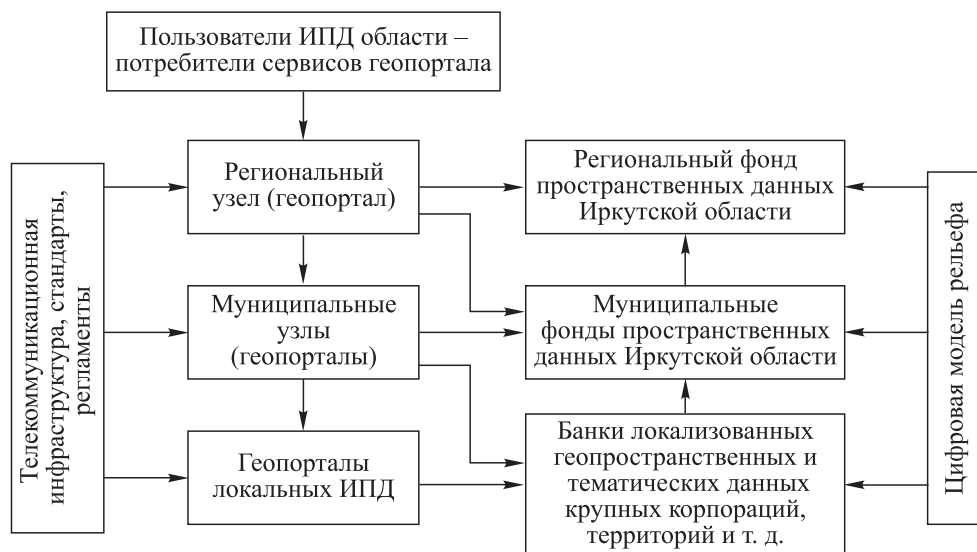 Пользователи ИПД области –
потребители сервисов геопортала
Телекоммуникационная
инфраструктура, стандарты,
регламенты
Региональный
узел (геопортал)
Региональный фонд
пространственных данных
Иркутской области
Муниципальные
узлы
(геопорталы)
Муниципальные
фонды пространственных
данных Иркутской области
Геопорталы
локальных ИПД
Банки локализованных
геопространственных и
тематических данных
крупных корпораций,
территорий и т. д.
Цифровая модель рельефа